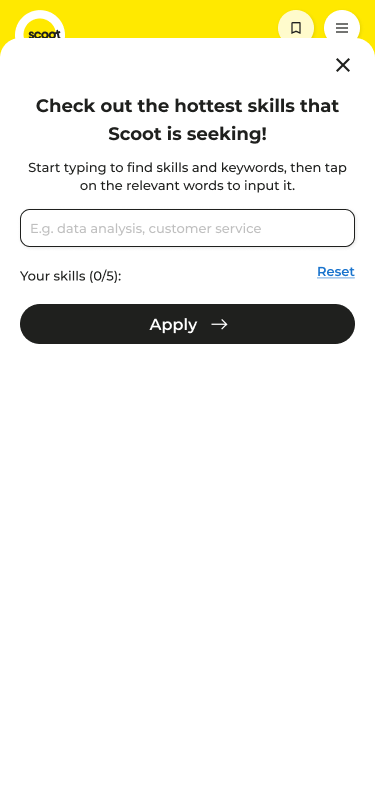 scoot
Check out the hottest skills that
Scoot is seeking!
Start typing to find skills and keywords, then tap
on the relevant words to input it.
E.g. data analysis, customer service
Your skills (0/5):
Reset
Apply